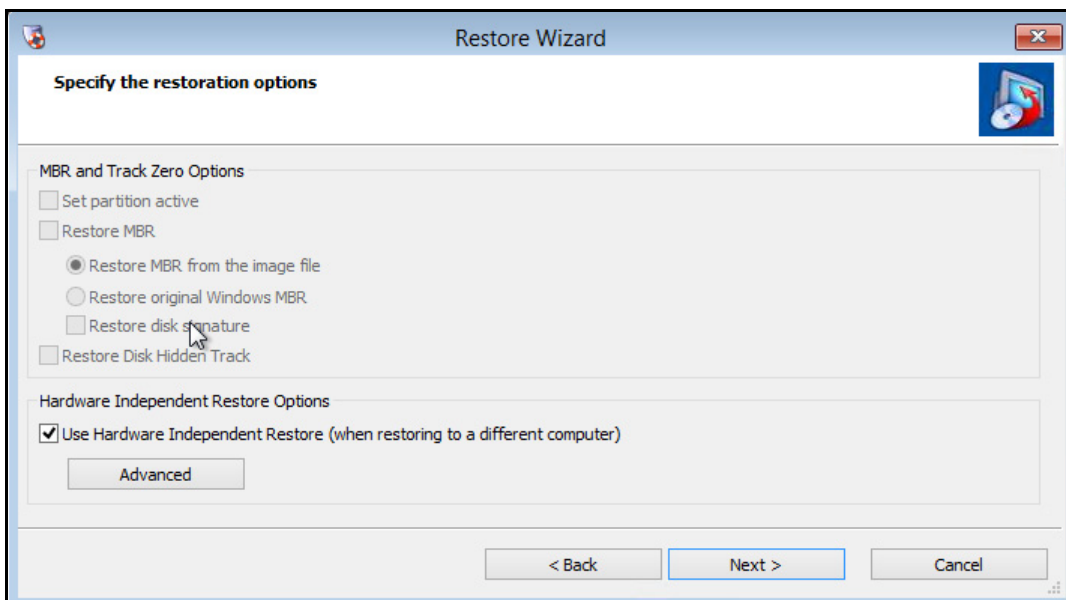 Restore Wizard
Specify the restoration options
MBR and Track Zero Options
Set partition active
Restore MBR
Restore MBR from the image file
Restore original Windows MBR
Restore disk signature
Restore Disk Hidden Track
Hardware Independent Restore Options
Use Hardware Independent Restore (when restoring to a different computer)
Advanced
< Back Next > Cancel